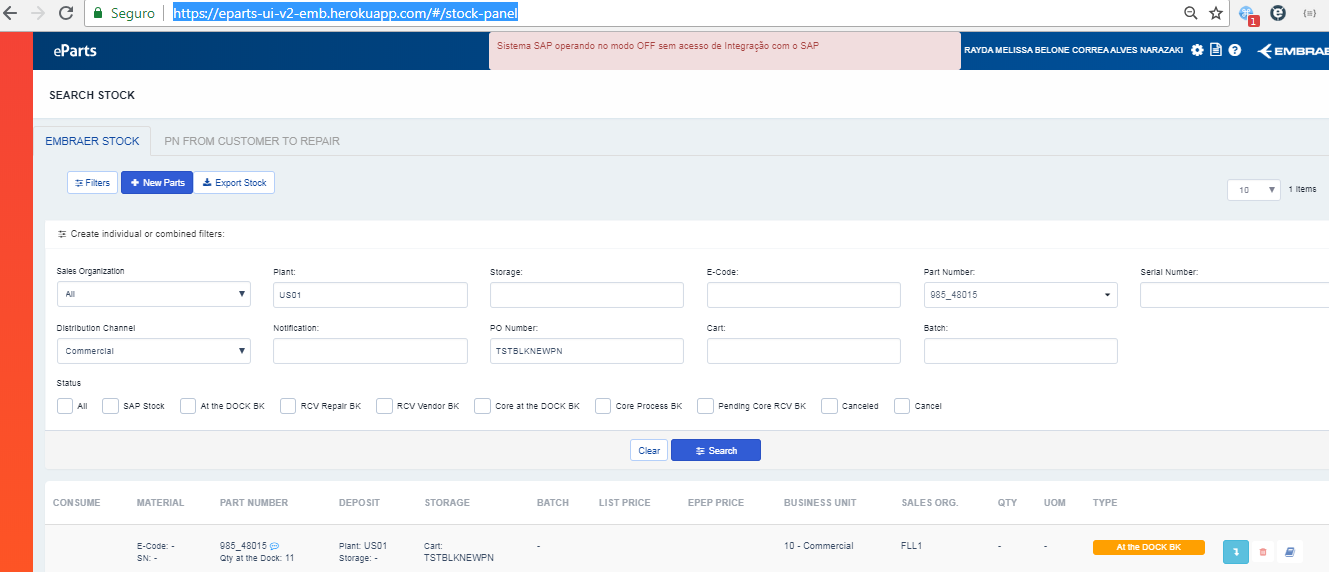 Seguro https://eparts-ui-v2-emb.herokuapp.com/#/stock-panel
1
eParts
Sistema SAP operando no modo OFF sem acesso de Integração com o SAP
RAYDA MELISSA BELONE CORREA ALVES NARAZAKI
SEARCH STOCK
EMBRAER STOCK PN FROM CUSTOMER TO REPAIR
Filters New Parts Export Stock
10 1 Items
Create individual or combined filters:
Sales Organization Plant: Storage: E-Code: Part Number: Serial Number:
All US01 985_48015
Distribution Channel Notification: PO Number: Cart: Batch:
Commercial TSTBLKNEWPN
Status
All SAP Stock At the DOCK BK RCV Repair BK RCV Vendor BK Core at the DOCK BK Core Process BK Pending Core RCV BK Canceled Cancel
Clear Search
CONSUME MATERIAL PART NUMBER DEPOSIT STORAGE BATCH LIST PRICE EPEP PRICE BUSINESS UNIT SALES ORG. QTY UOM TYPE
E-Code: - 985_48015 Plant: US01 Cart: - 10 - Commercial FLL1 - - At the DOCK BK
SN: - Qty at the Dock: 11 Storage: - TSTBLKNEWPN